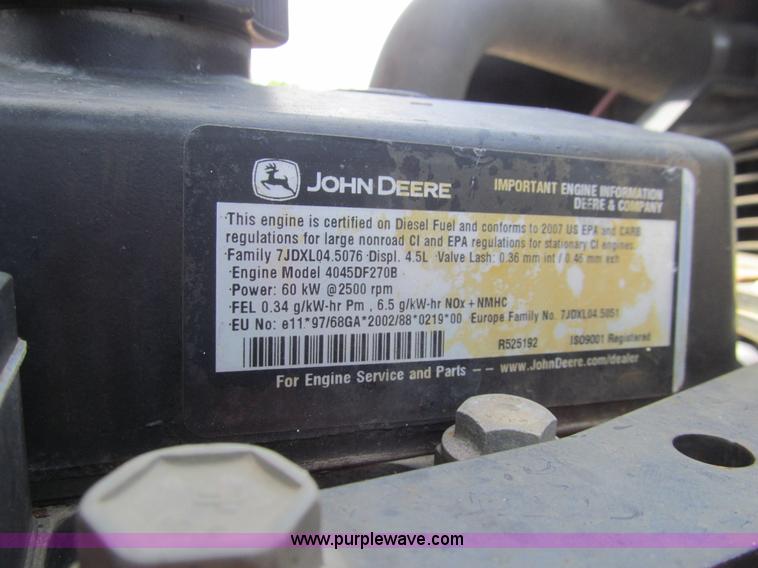 JOHN DEERE
IMPORTANT ENGINE INFORMATION
DEERE & COMPANY
This engine is certified on Diesel Fuel and conforms to 2007 US EPA and CARB
regulations for large nonroad CI and EPA regulations for stationary CI engines.
Family 7JDXL04.5076 Displ. 4.5L Valve Lash: 0.36 mm int / 0.46 mm exh
Engine Model 4045DF270B
Power: 60 kW @2500 rpm
FEL 0.34 g/kW-hr Pm , 6.5 g/kW-hr NOx +NMHC
EU No: e11.*97/68GA*2002/88*0219*00 Europe Family No. 7JDXL04.5051
R525192 ISO9001 Registered
For Engine Service and Parts -- www.JohnDeere.com/dealer
www.purplewave.com